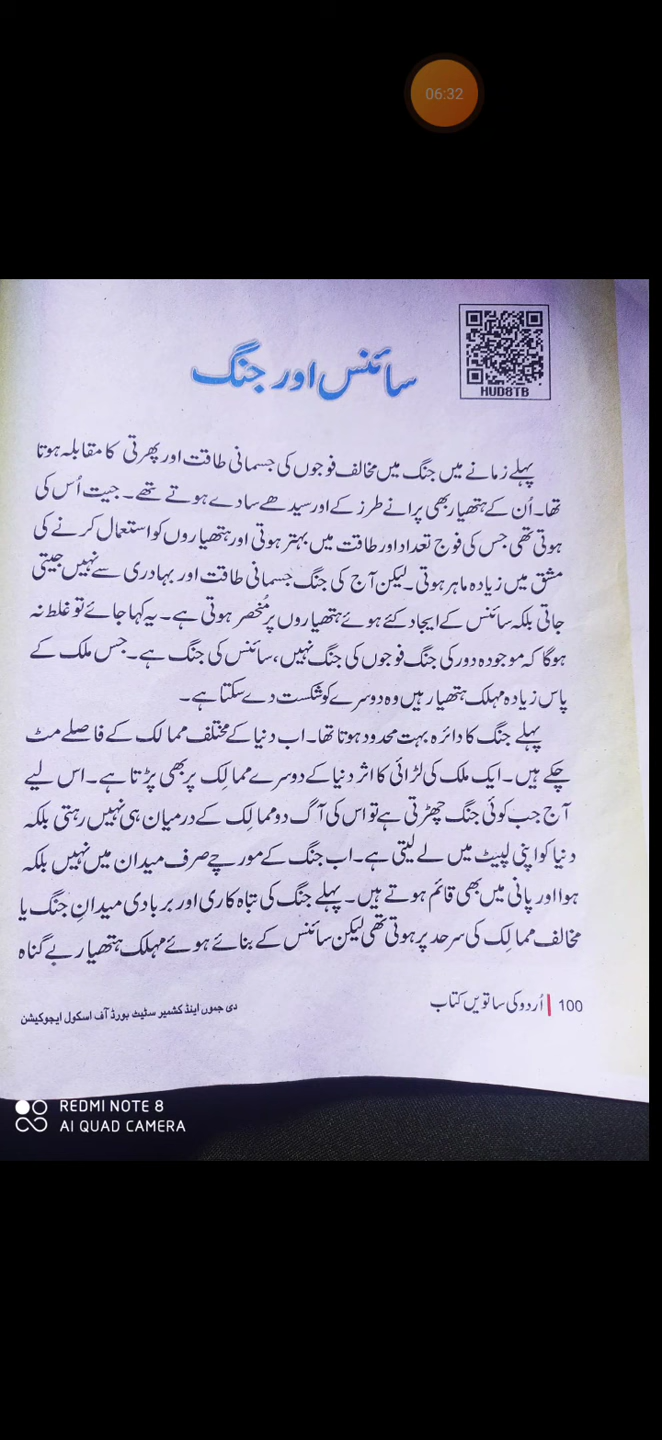 06:32
HUD8TB
سائنس اور جنگ
پہلے زمانے میں جنگ میں مخالف فوجوں کی جسمانی طاقت اور پھرتی کا مقابلہ ہوتا
تھا۔ اُن کے ہتھیار بھی پرانے طرز کے اور سیدھے سادے ہوتے تھے۔ جیت اُس کی
ہوتی تھی جس کی فوج تعداد اور طاقت میں بہتر ہوتی اور ہتھیاروں کو استعمال کرنے کی
مشق میں زیادہ ماہر ہوتی۔ لیکن آج کی جنگ جسمانی طاقت اور بہادری سے نہیں جیتی
جاتی بلکہ سائنس کے ایجاد کئے ہوئے ہتھیاروں پر مُنحصر ہوتی ہے۔ یہ کہا جائے تو غلط نہ
ہوگا کہ موجودہ دور کی جنگ فوجوں کی جنگ نہیں، سائنس کی جنگ ہے۔ جس ملک کے
پاس زیادہ مہلک ہتھیار ہیں وہ دوسرے کو شکست دے سکتا ہے۔
پہلے جنگ کا دائرہ بہت محدود ہوتا تھا۔ اب دنیا کے مختلف ممالک کے فاصلے مٹ
چکے ہیں۔ ایک ملک کی لڑائی کا اثر دنیا کے دوسرے ممالِک پر بھی پڑتا ہے۔ اس لیے
آج جب کوئی جنگ چھڑتی ہے تو اس کی آگ دو ممالِک کے درمیان ہی نہیں رہتی بلکہ
دنیا کو اپنی لپیٹ میں لے لیتی ہے۔ اب جنگ کے مورچے صرف میدان میں نہیں بلکہ
ہوا اور پانی میں بھی قائم ہوتے ہیں۔ پہلے جنگ کی تباہ کاری اور بربادی میدانِ جنگ یا
مخالف ممالِک کی سرحد پر ہوتی تھی لیکن سائنس کے بنائے ہوئے مہلک ہتھیار بے گناہ
100 | اُردو کی ساتویں کتاب
دی جموں اینڈ کشمیر سٹیٹ بورڈ آف اسکول ایجوکیشن
REDMI NOTE 8
AI QUAD CAMERA